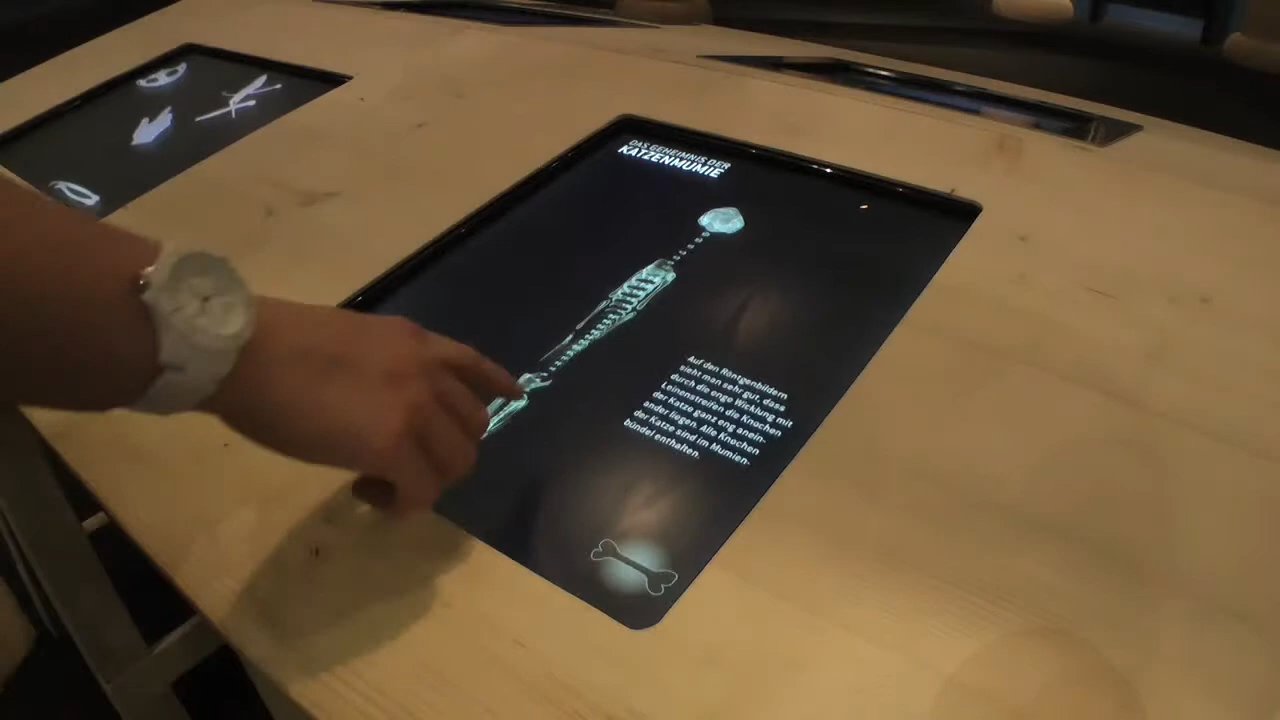 DAS GEHEIMNIS DER
KATZENMUMIE
Auf den Röntgenbildern
sieht man sehr gut, dass
durch die enge Wicklung mit
Leinenstreifen die Knochen
der Katze ganz eng anein-
ander liegen. Alle Knochen
der Katze sind im Mumien-
bündel enthalten.